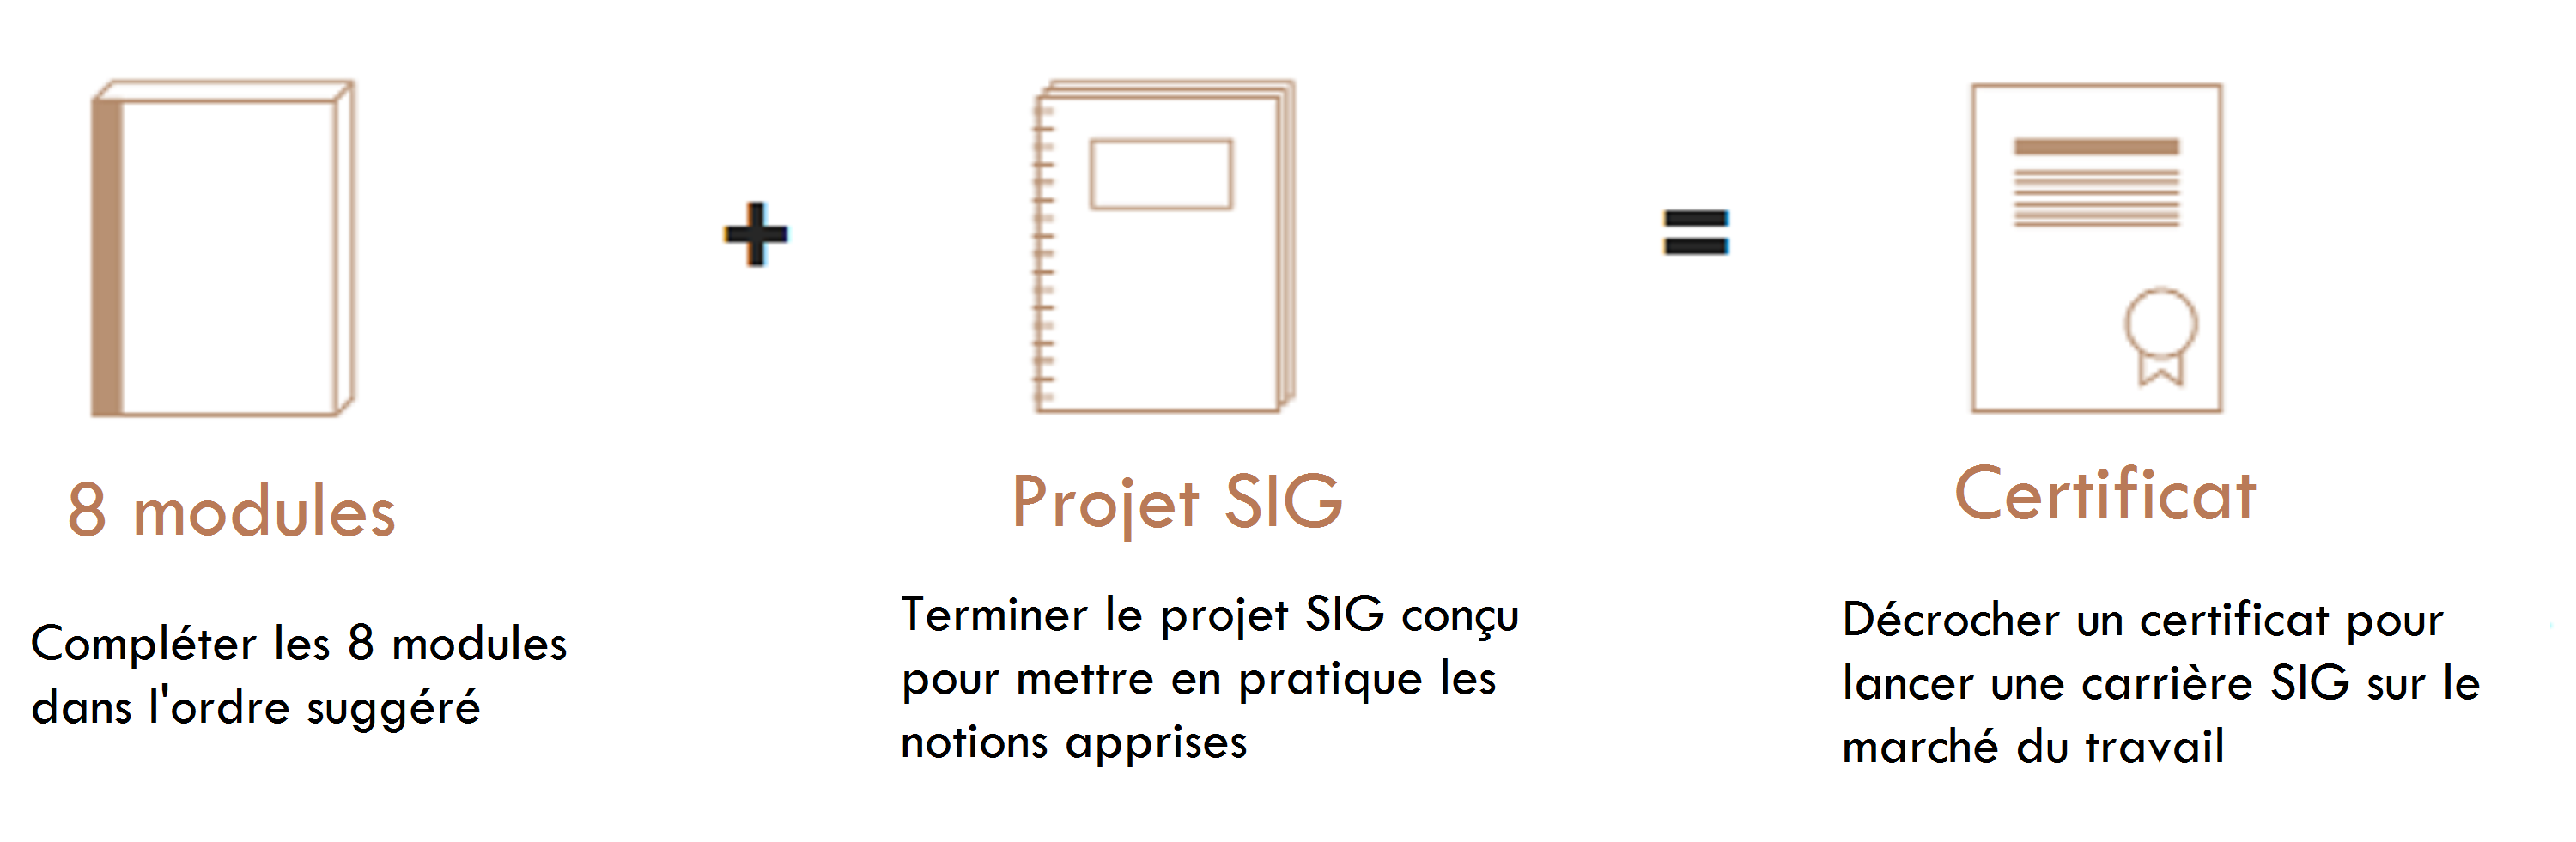 8 modules
Compléter les 8 modules
dans l'ordre suggéré
+
Projet SIG
Terminer le projet SIG conçu
pour mettre en pratique les
notions apprises
=
Certificat
Décrocher un certificat pour
lancer une carrière SIG sur le
marché du travail